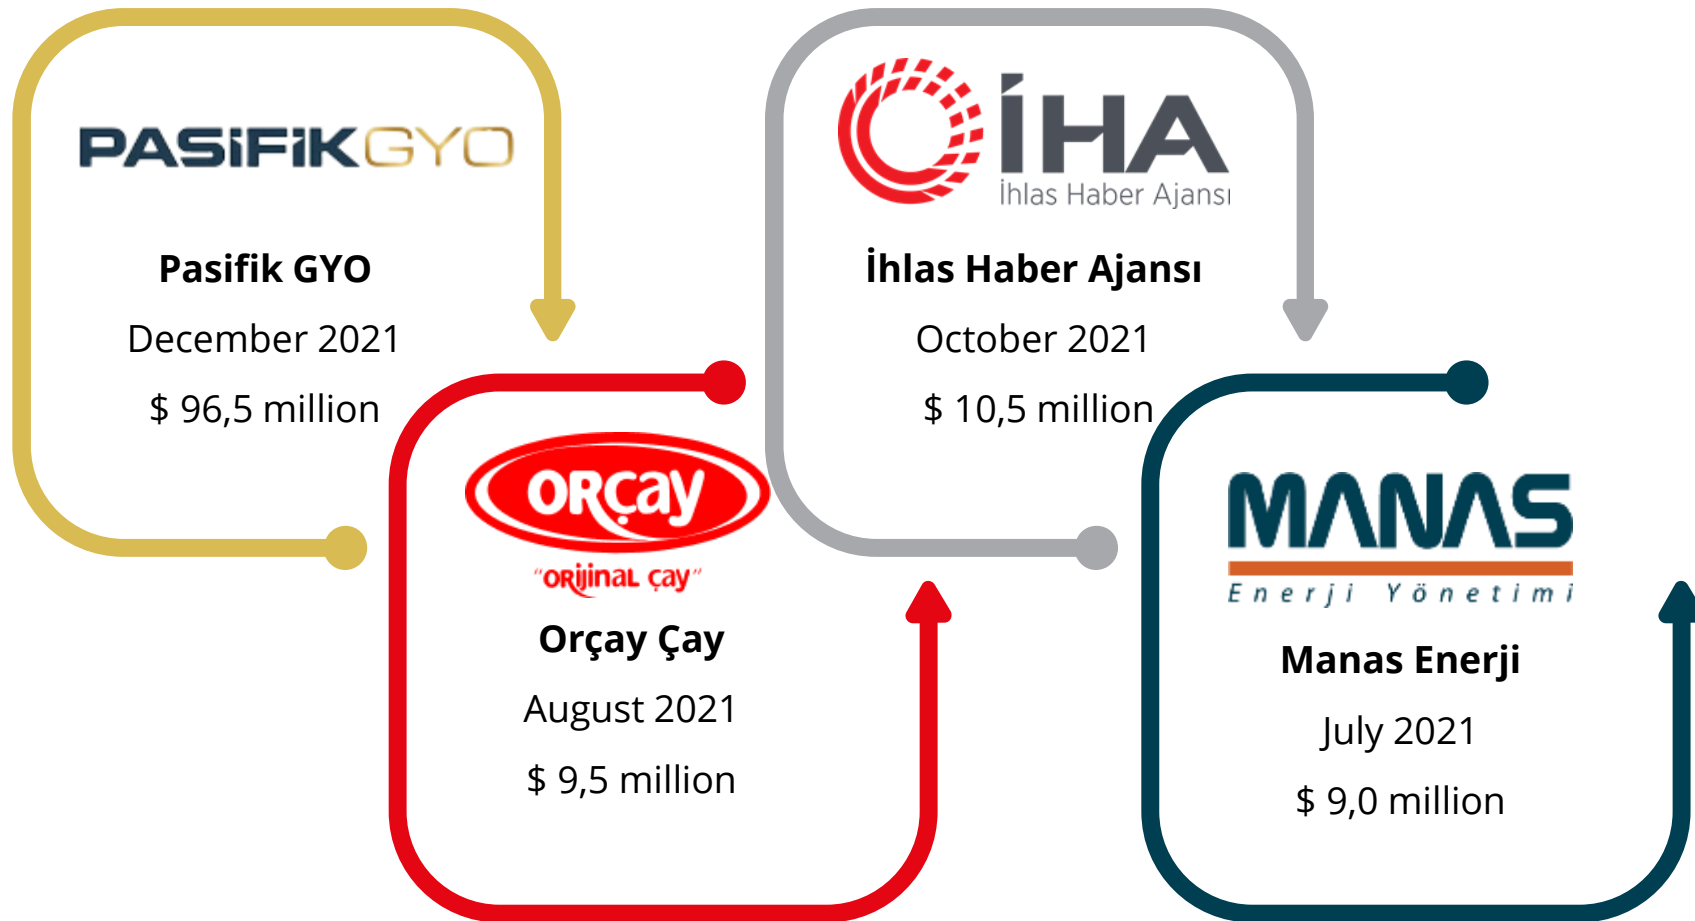 PASiFiKGYO
Pasifik GYO
December 2021
$ 96,5 million
ORÇAY
"ORijinaL Çay"
Orçay Çay
August 2021
$ 9,5 million
İHA
İhlas Haber Ajansı
İhlas Haber Ajansı
October 2021
$ 10,5 million
MANAS
Enerji Yönetimi
Manas Enerji
July 2021
$ 9,0 million